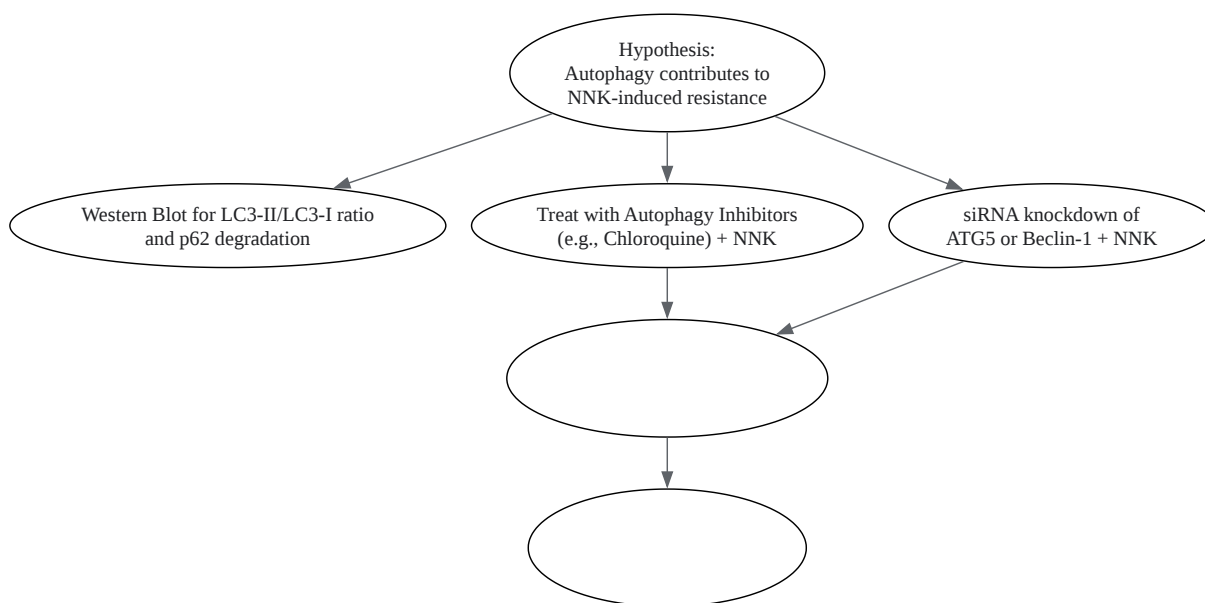 Hypothesis:
Autophagy contributes to
NNK-induced resistance
Western Blot for LC3-II/LC3-I ratio
and p62 degradation
Treat with Autophagy Inhibitors
(e.g., Chloroquine) + NNK
siRNA knockdown of
ATG5 or Beclin-1 + NNK